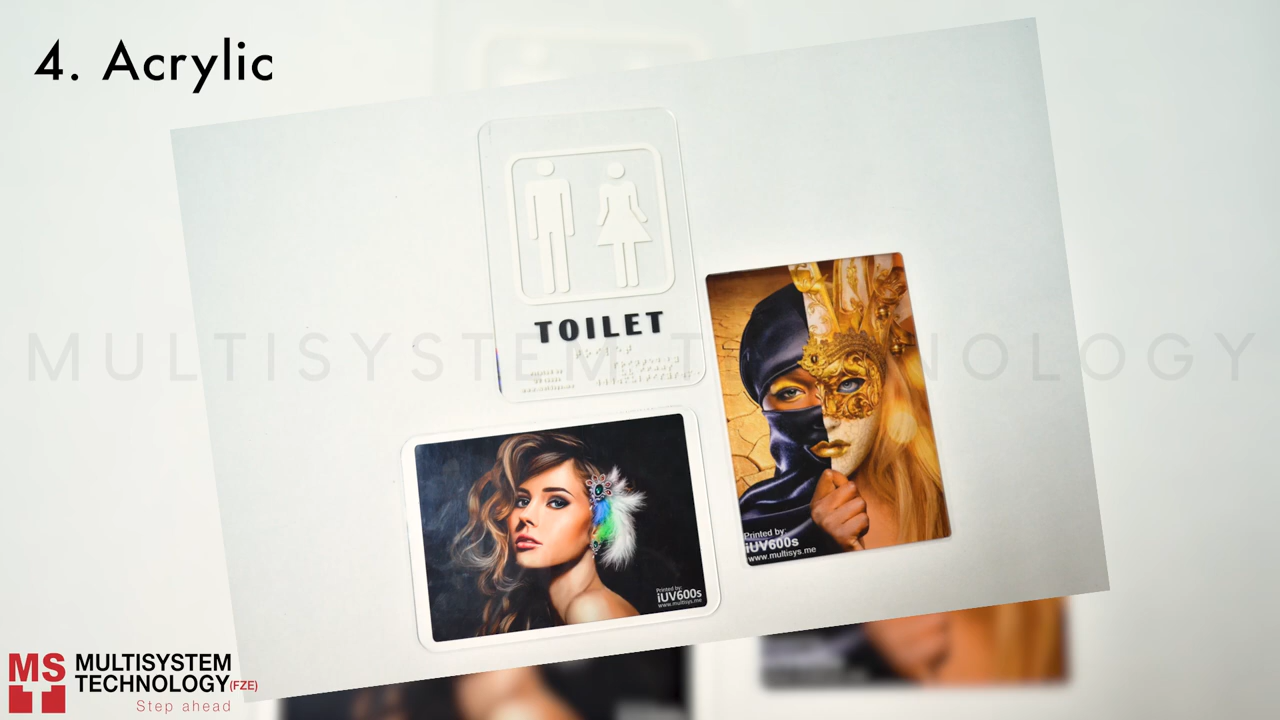 4. Acrylic
TOILET
MULTISYSTEM TECHNOLOGY
Printed by:
iUV600s
www.multisys.me
Printed by:
iUV600s
www.multisys.me
MS
MULTISYSTEM
TECHNOLOGY(FZE)
Step ahead